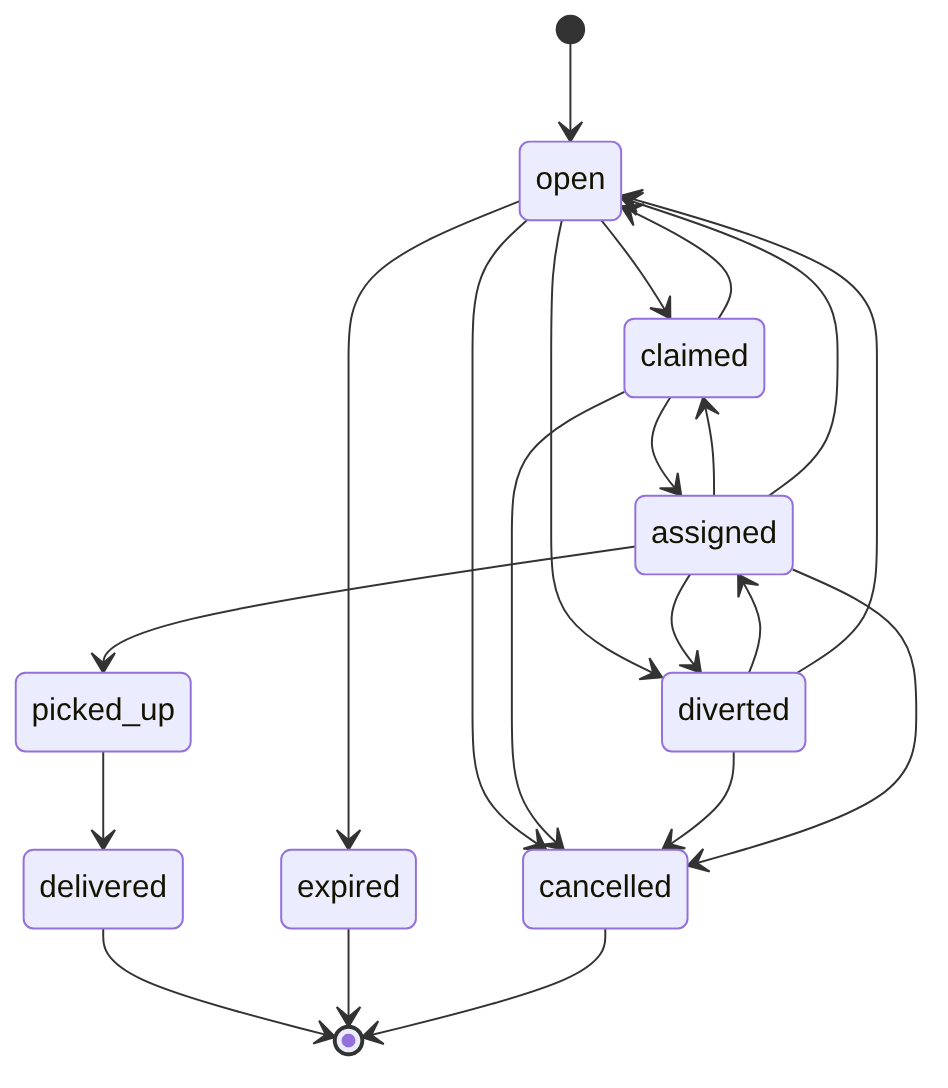 open
claimed
assigned
picked_up
diverted
delivered
expired
cancelled